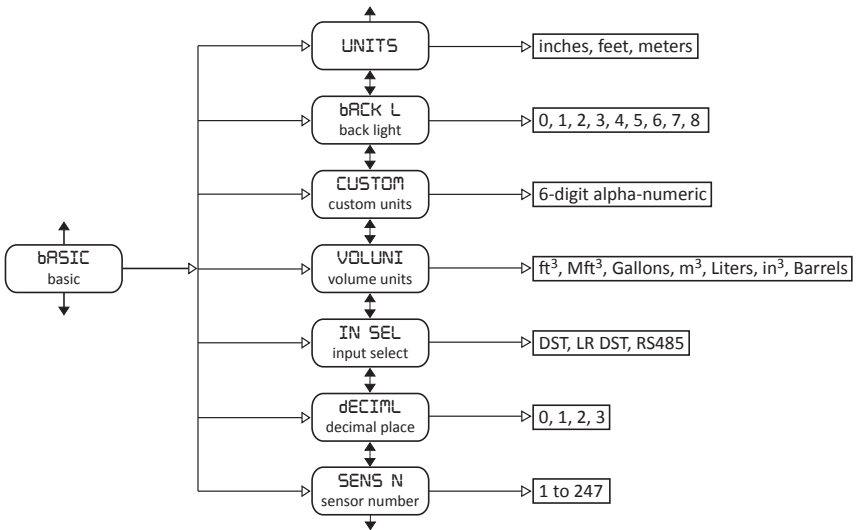 UNITS
inches, feet, meters
bACK L
back light
0, 1, 2, 3, 4, 5, 6, 7, 8
CUSTOM
custom units
6-digit alpha-numeric
bASIC
basic
VOLUNI
volume units
ft³, Mft³, Gallons, m³, Liters, in³, Barrels
IN SEL
input select
DST, LR DST, RS485
dECIML
decimal place
0, 1, 2, 3
SENS N
sensor number
1 to 247